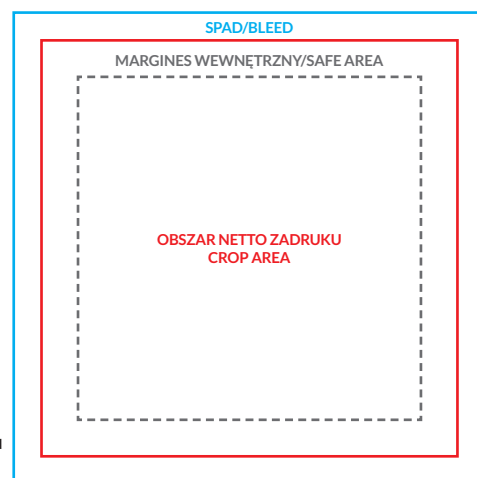 SPAD/BLEED
MARGINES WEWNĘTRZNY/SAFE AREA
OBSZAR NETTO ZADRUKU
CROP AREA